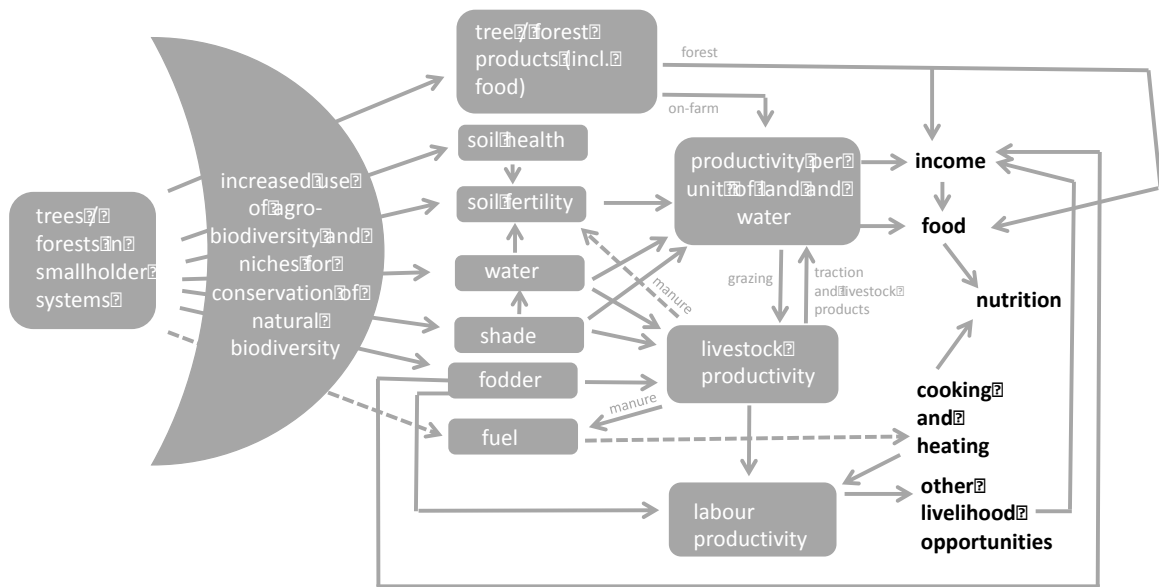 trees /
forests in
smallholder
systems
increased use
of agro-
biodiversity and
niches for
conservation of
natural
biodiversity
tree / forest
products (incl.
food)
soil health
soil fertility
water
shade
fodder
fuel
forest
on-farm
productivity per
unit of land and
water
manure
grazing
traction
and livestock
products
livestock
productivity
manure
labour
productivity
income
food
nutrition
cooking
and
heating
other
livelihood
opportunities